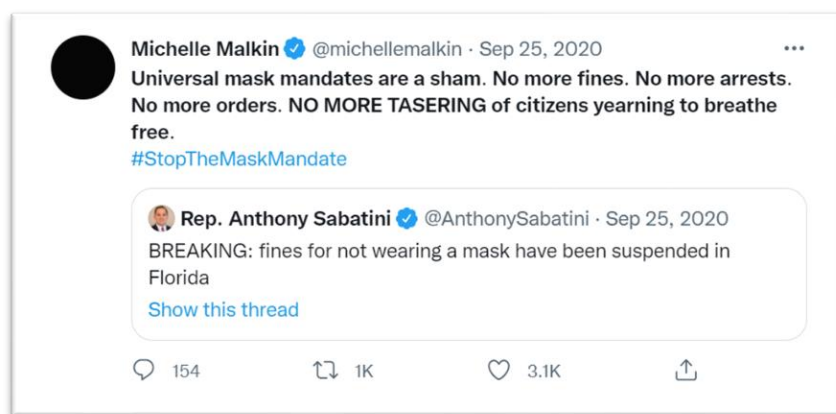 Michelle Malkin @michellemalkin · Sep 25, 2020
Universal mask mandates are a sham. No more fines. No more arrests.
No more orders. NO MORE TASERING of citizens yearning to breathe
free.
#StopTheMaskMandate
Rep. Anthony Sabatini @AnthonySabatini · Sep 25, 2020
BREAKING: fines for not wearing a mask have been suspended in
Florida
Show this thread
154 1K 3.1K